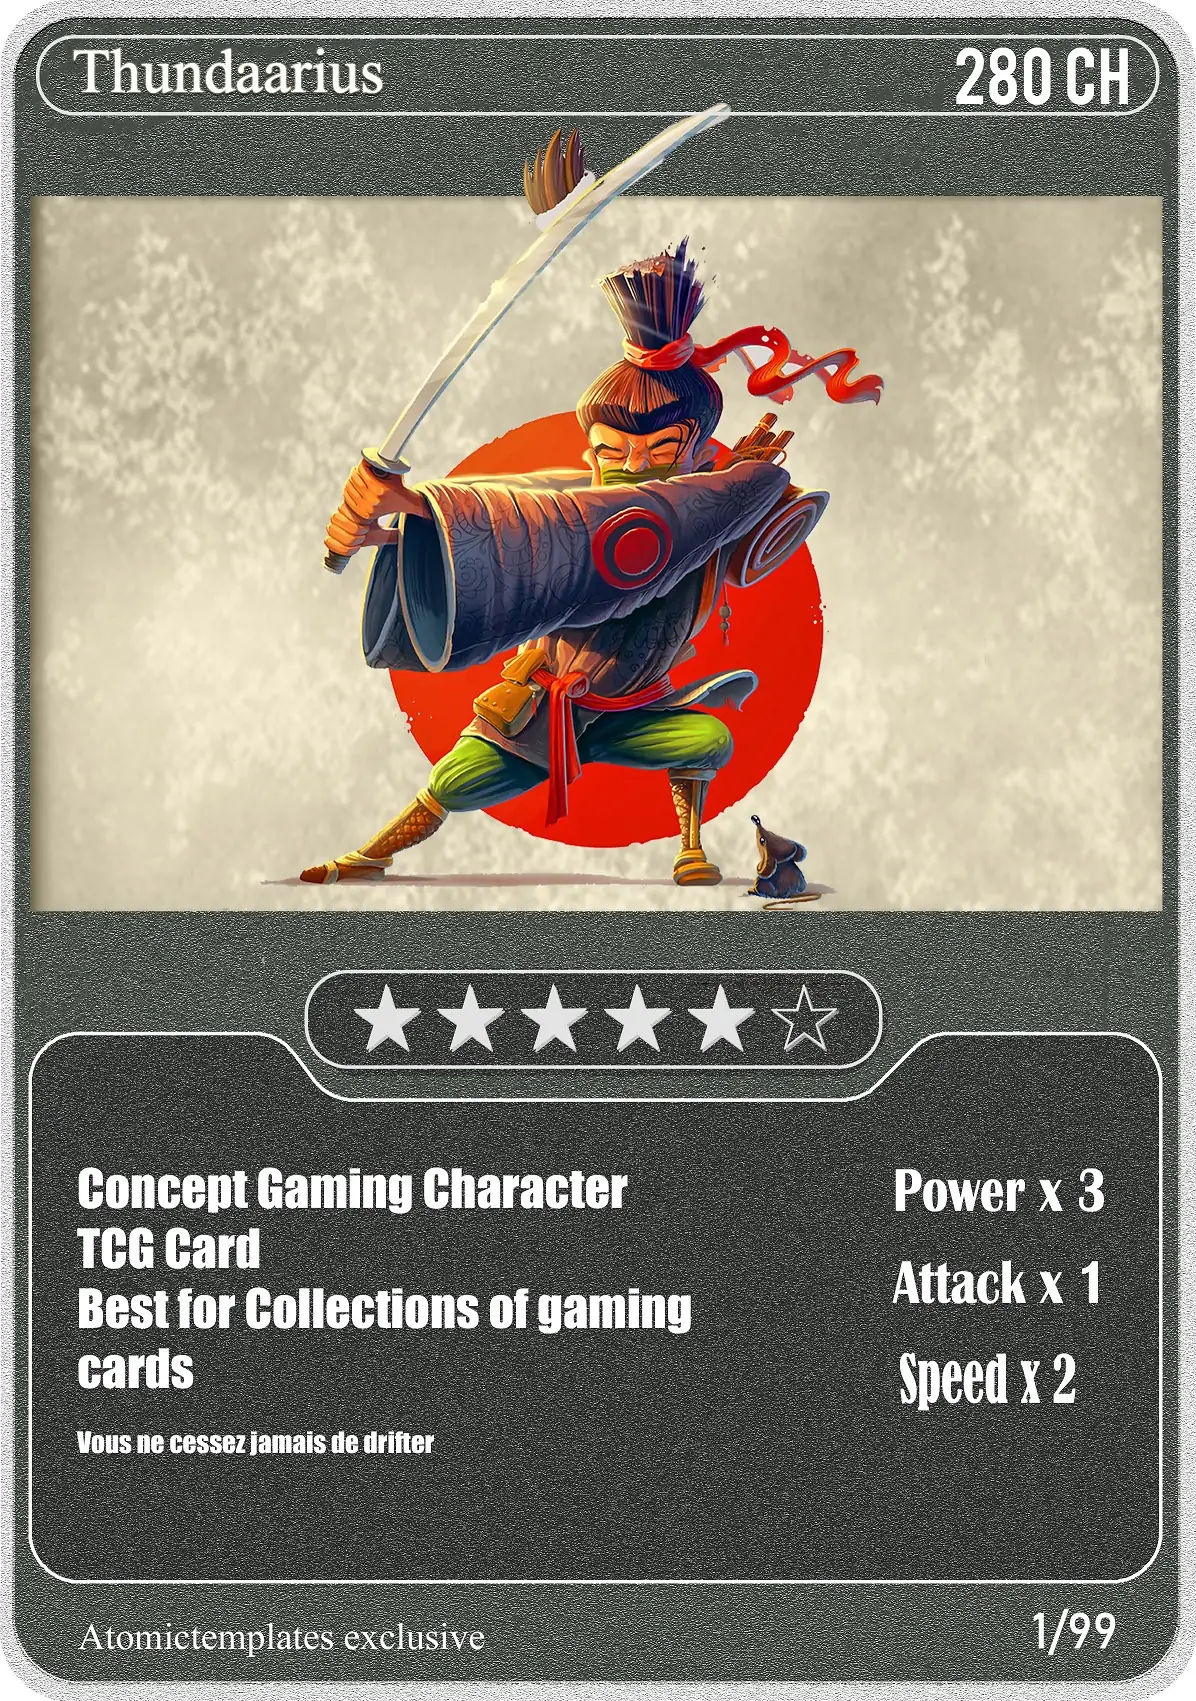 Thundaarius
280 CH
Concept Gaming Character
TCG Card
Best for Collections of gaming
cards
Vous ne cessez jamais de drifter
Power x 3
Attack x 1
Speed x 2
Atomictemplates exclusive
1/99